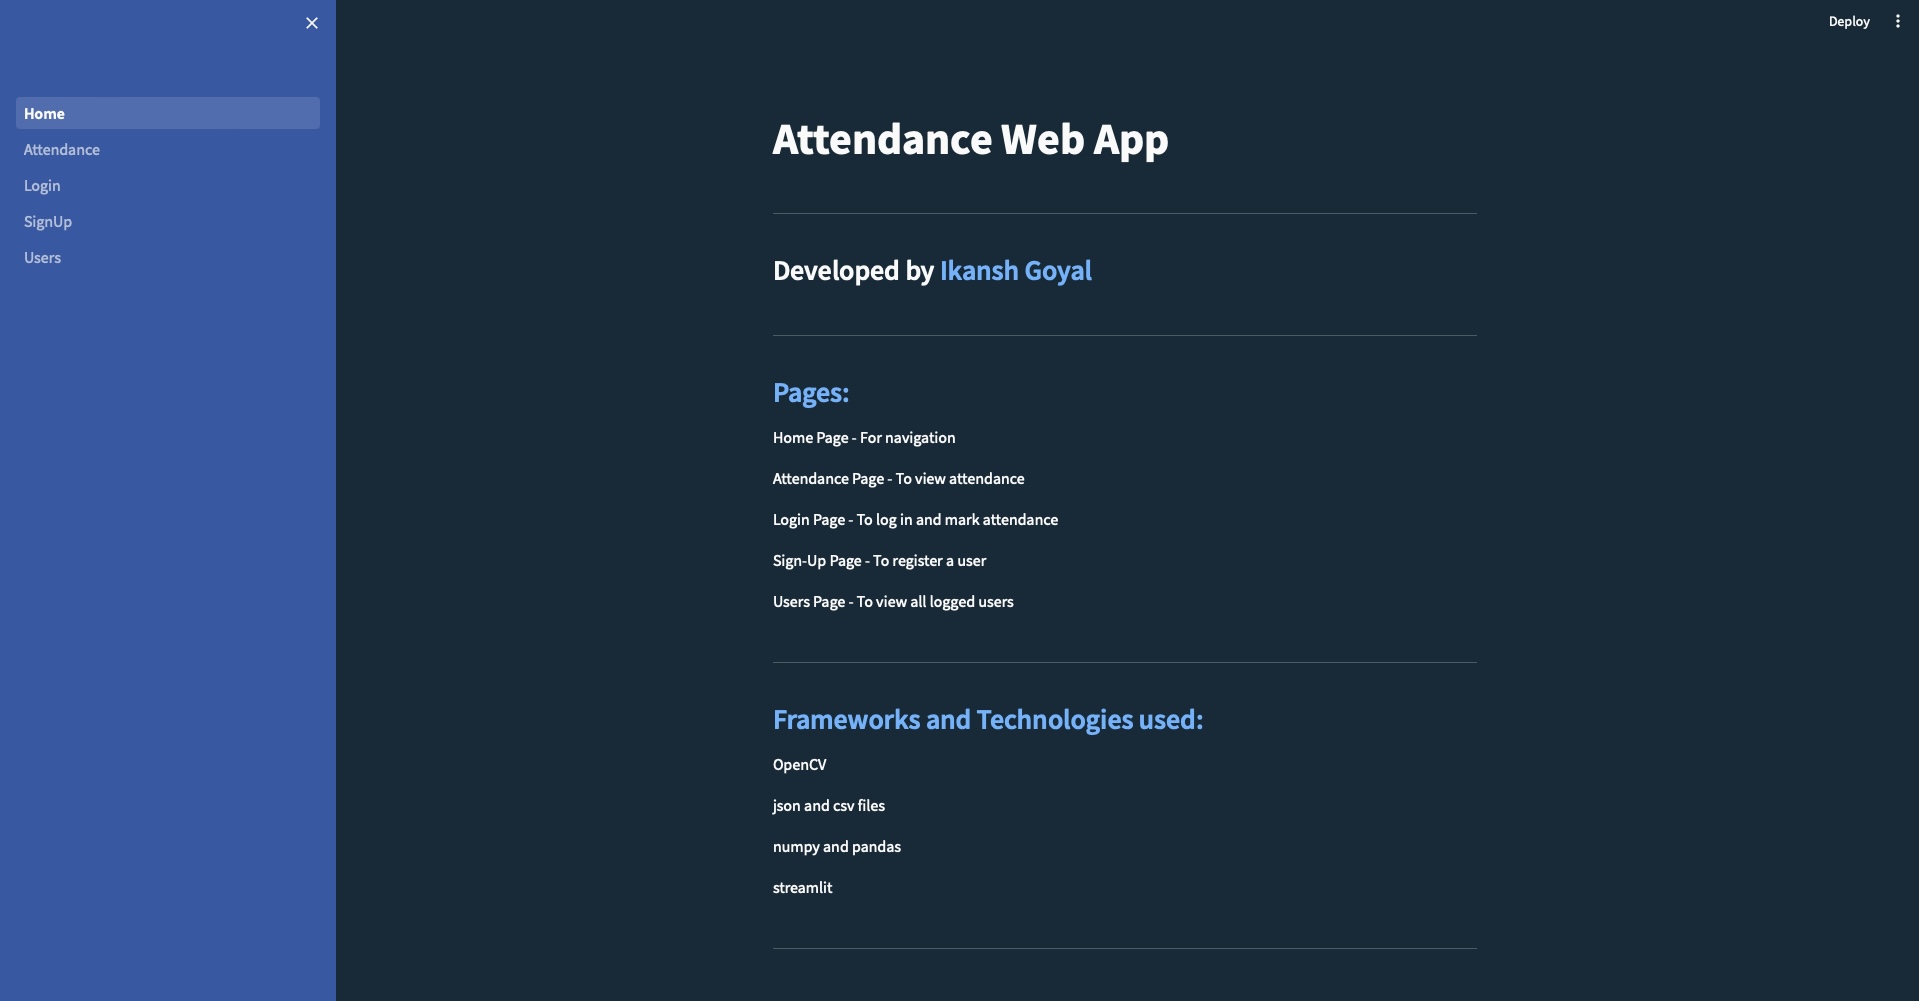 Deploy
Home
Attendance
Login
SignUp
Users
Attendance Web App
Developed by Ikansh Goyal
Pages:
Home Page - For navigation
Attendance Page - To view attendance
Login Page - To log in and mark attendance
Sign-Up Page - To register a user
Users Page - To view all logged users
Frameworks and Technologies used:
OpenCV
json and csv files
numpy and pandas
streamlit